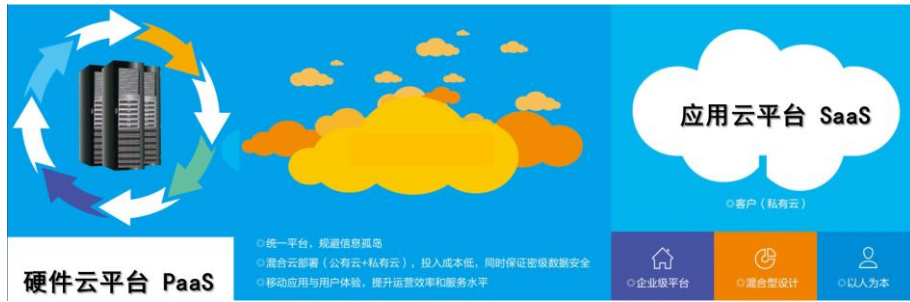 硬件云平台 PaaS
◎统一平台，规避信息孤岛
◎混合云部署（公有云+私有云），投入成本低，同时保证密级数据安全
◎移动应用与用户体验，提升运营效率和服务水平
应用云平台 SaaS
◎客户（私有云）
◎企业级平台
◎混合型设计
◎以人为本